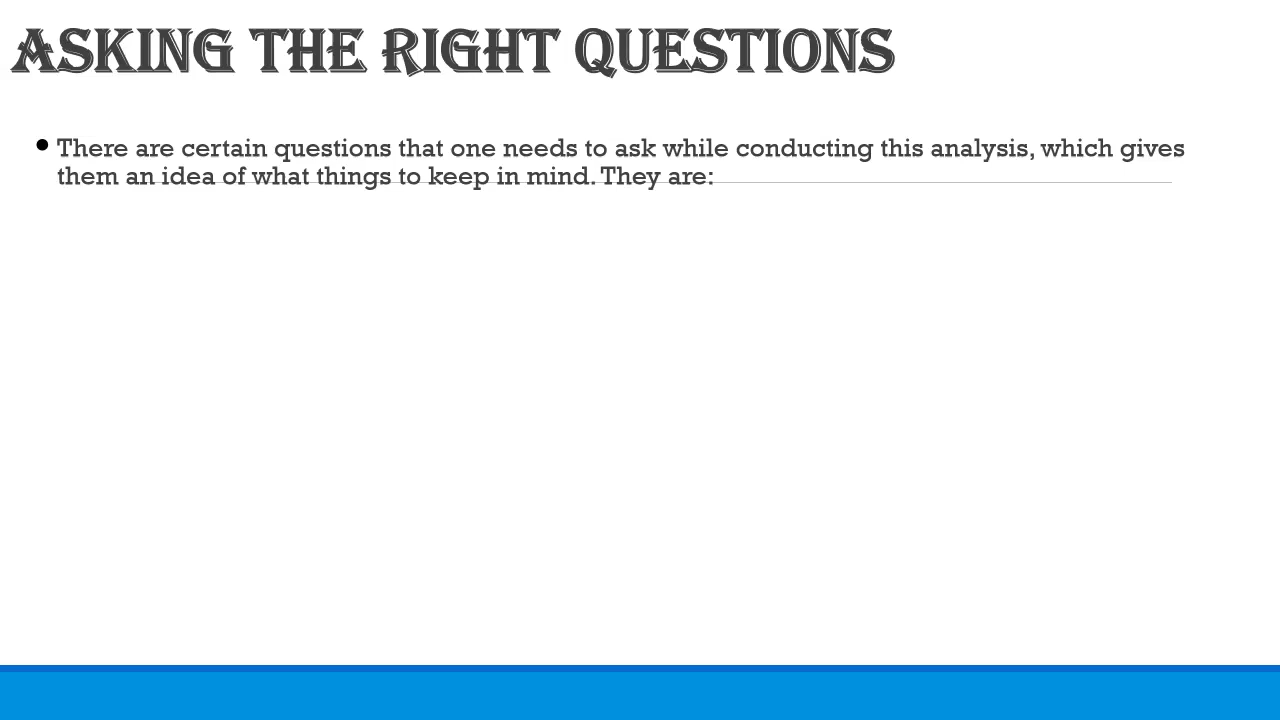 ASKING THE RIGHT QUESTIONS
• There are certain questions that one needs to ask while conducting this analysis, which gives
them an idea of what things to keep in mind. They are: